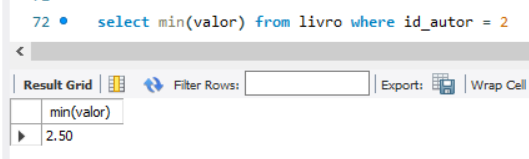 72 select min(valor) from livro where id_autor = 2
Result Grid Filter Rows: Export: Wrap Cell
min(valor)
2.50